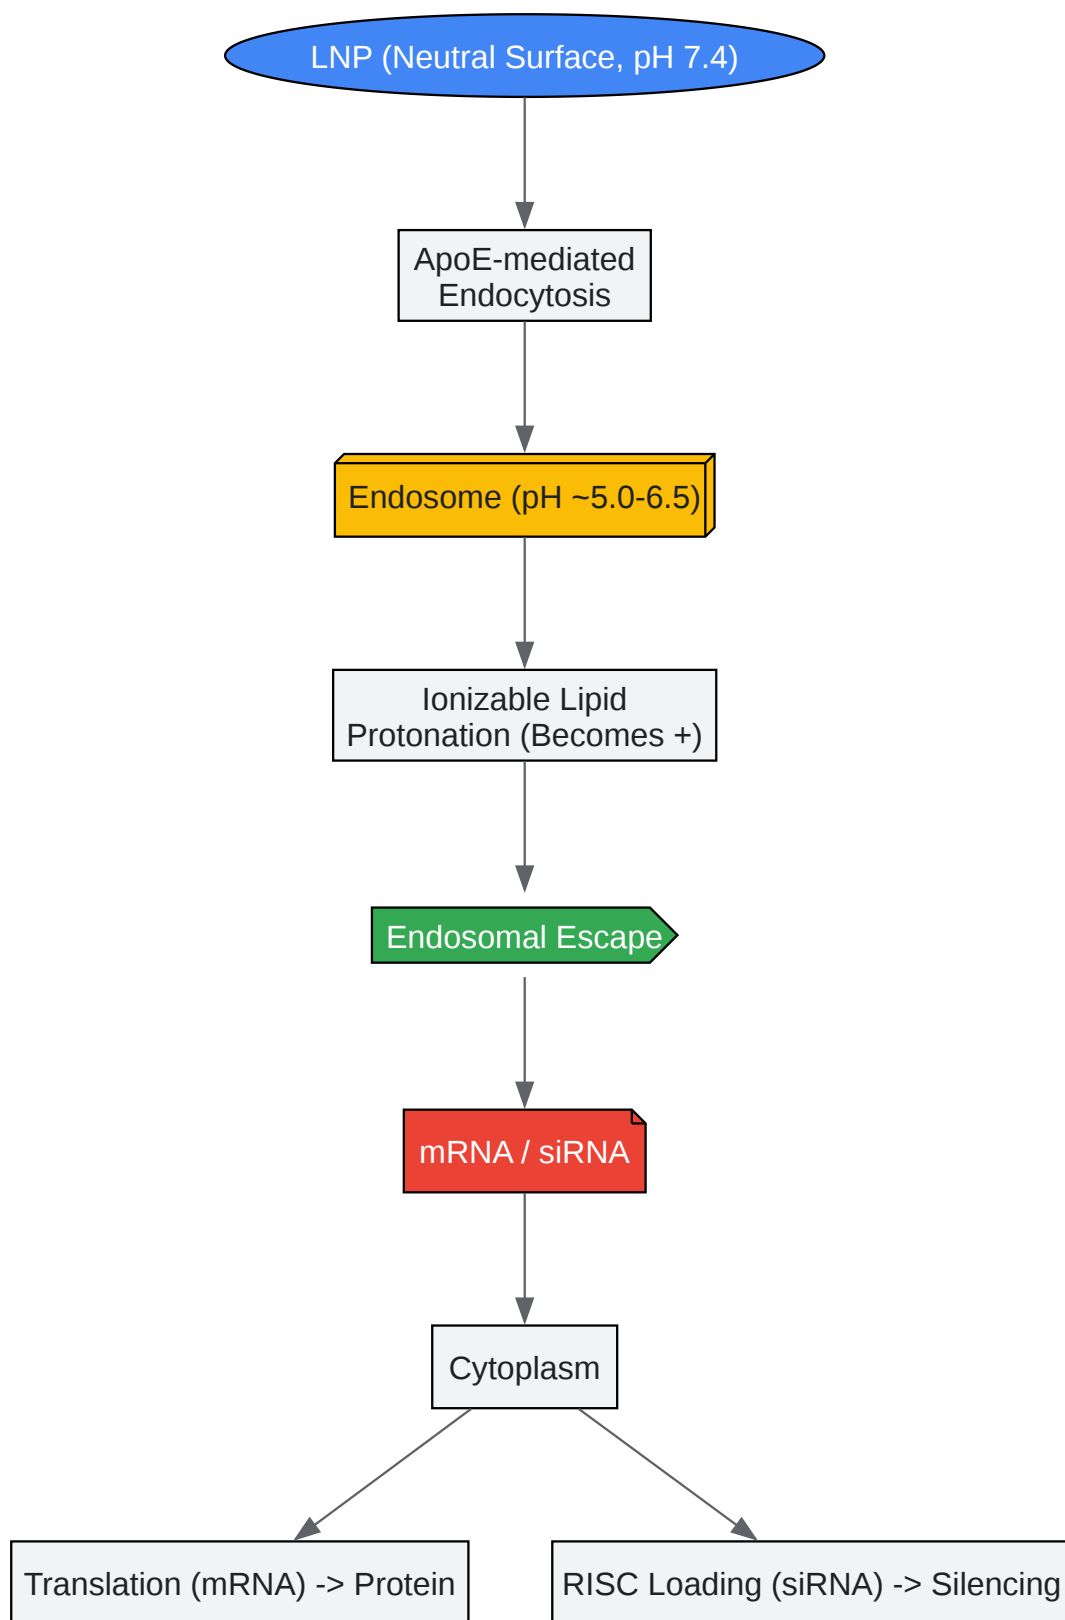 LNP (Neutral Surface, pH 7.4)
ApoE-mediated
Endocytosis
Endosome (pH ~5.0-6.5)
Ionizable Lipid
Protonation (Becomes +)
Endosomal Escape
mRNA / siRNA
Cytoplasm
Translation (mRNA) -> Protein
RISC Loading (siRNA) -> Silencing